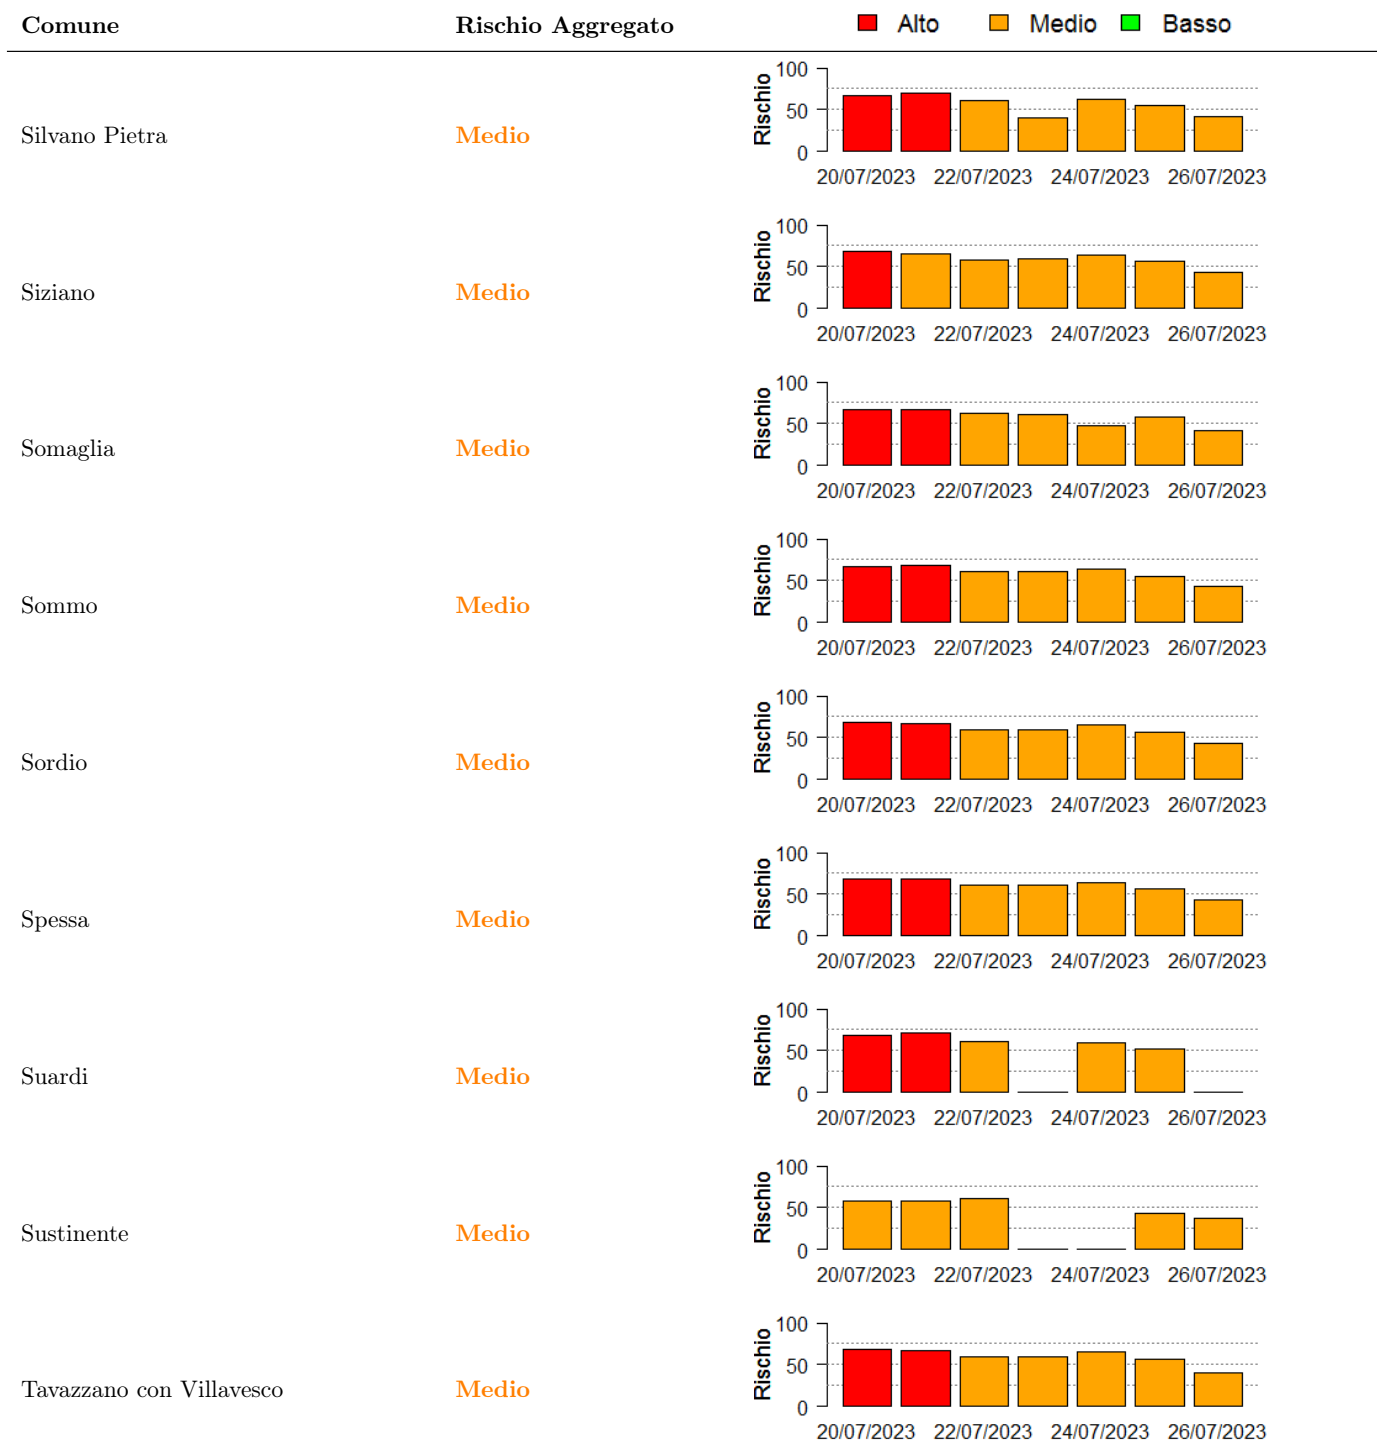 Comune Rischio Aggregato Alto Medio Basso
Silvano Pietra Medio Rischio 100 50 0
20/07/2023 22/07/2023 24/07/2023 26/07/2023
Siziano Medio Rischio 100 50 0
20/07/2023 22/07/2023 24/07/2023 26/07/2023
Somaglia Medio Rischio 100 50 0
20/07/2023 22/07/2023 24/07/2023 26/07/2023
Sommo Medio Rischio 100 50 0
20/07/2023 22/07/2023 24/07/2023 26/07/2023
Sordio Medio Rischio 100 50 0
20/07/2023 22/07/2023 24/07/2023 26/07/2023
Spessa Medio Rischio 100 50 0
20/07/2023 22/07/2023 24/07/2023 26/07/2023
Suardi Medio Rischio 100 50 0
20/07/2023 22/07/2023 24/07/2023 26/07/2023
Sustinente Medio Rischio 100 50 0
20/07/2023 22/07/2023 24/07/2023 26/07/2023
Tavazzano con Villavesco Medio Rischio 100 50 0
20/07/2023 22/07/2023 24/07/2023 26/07/2023